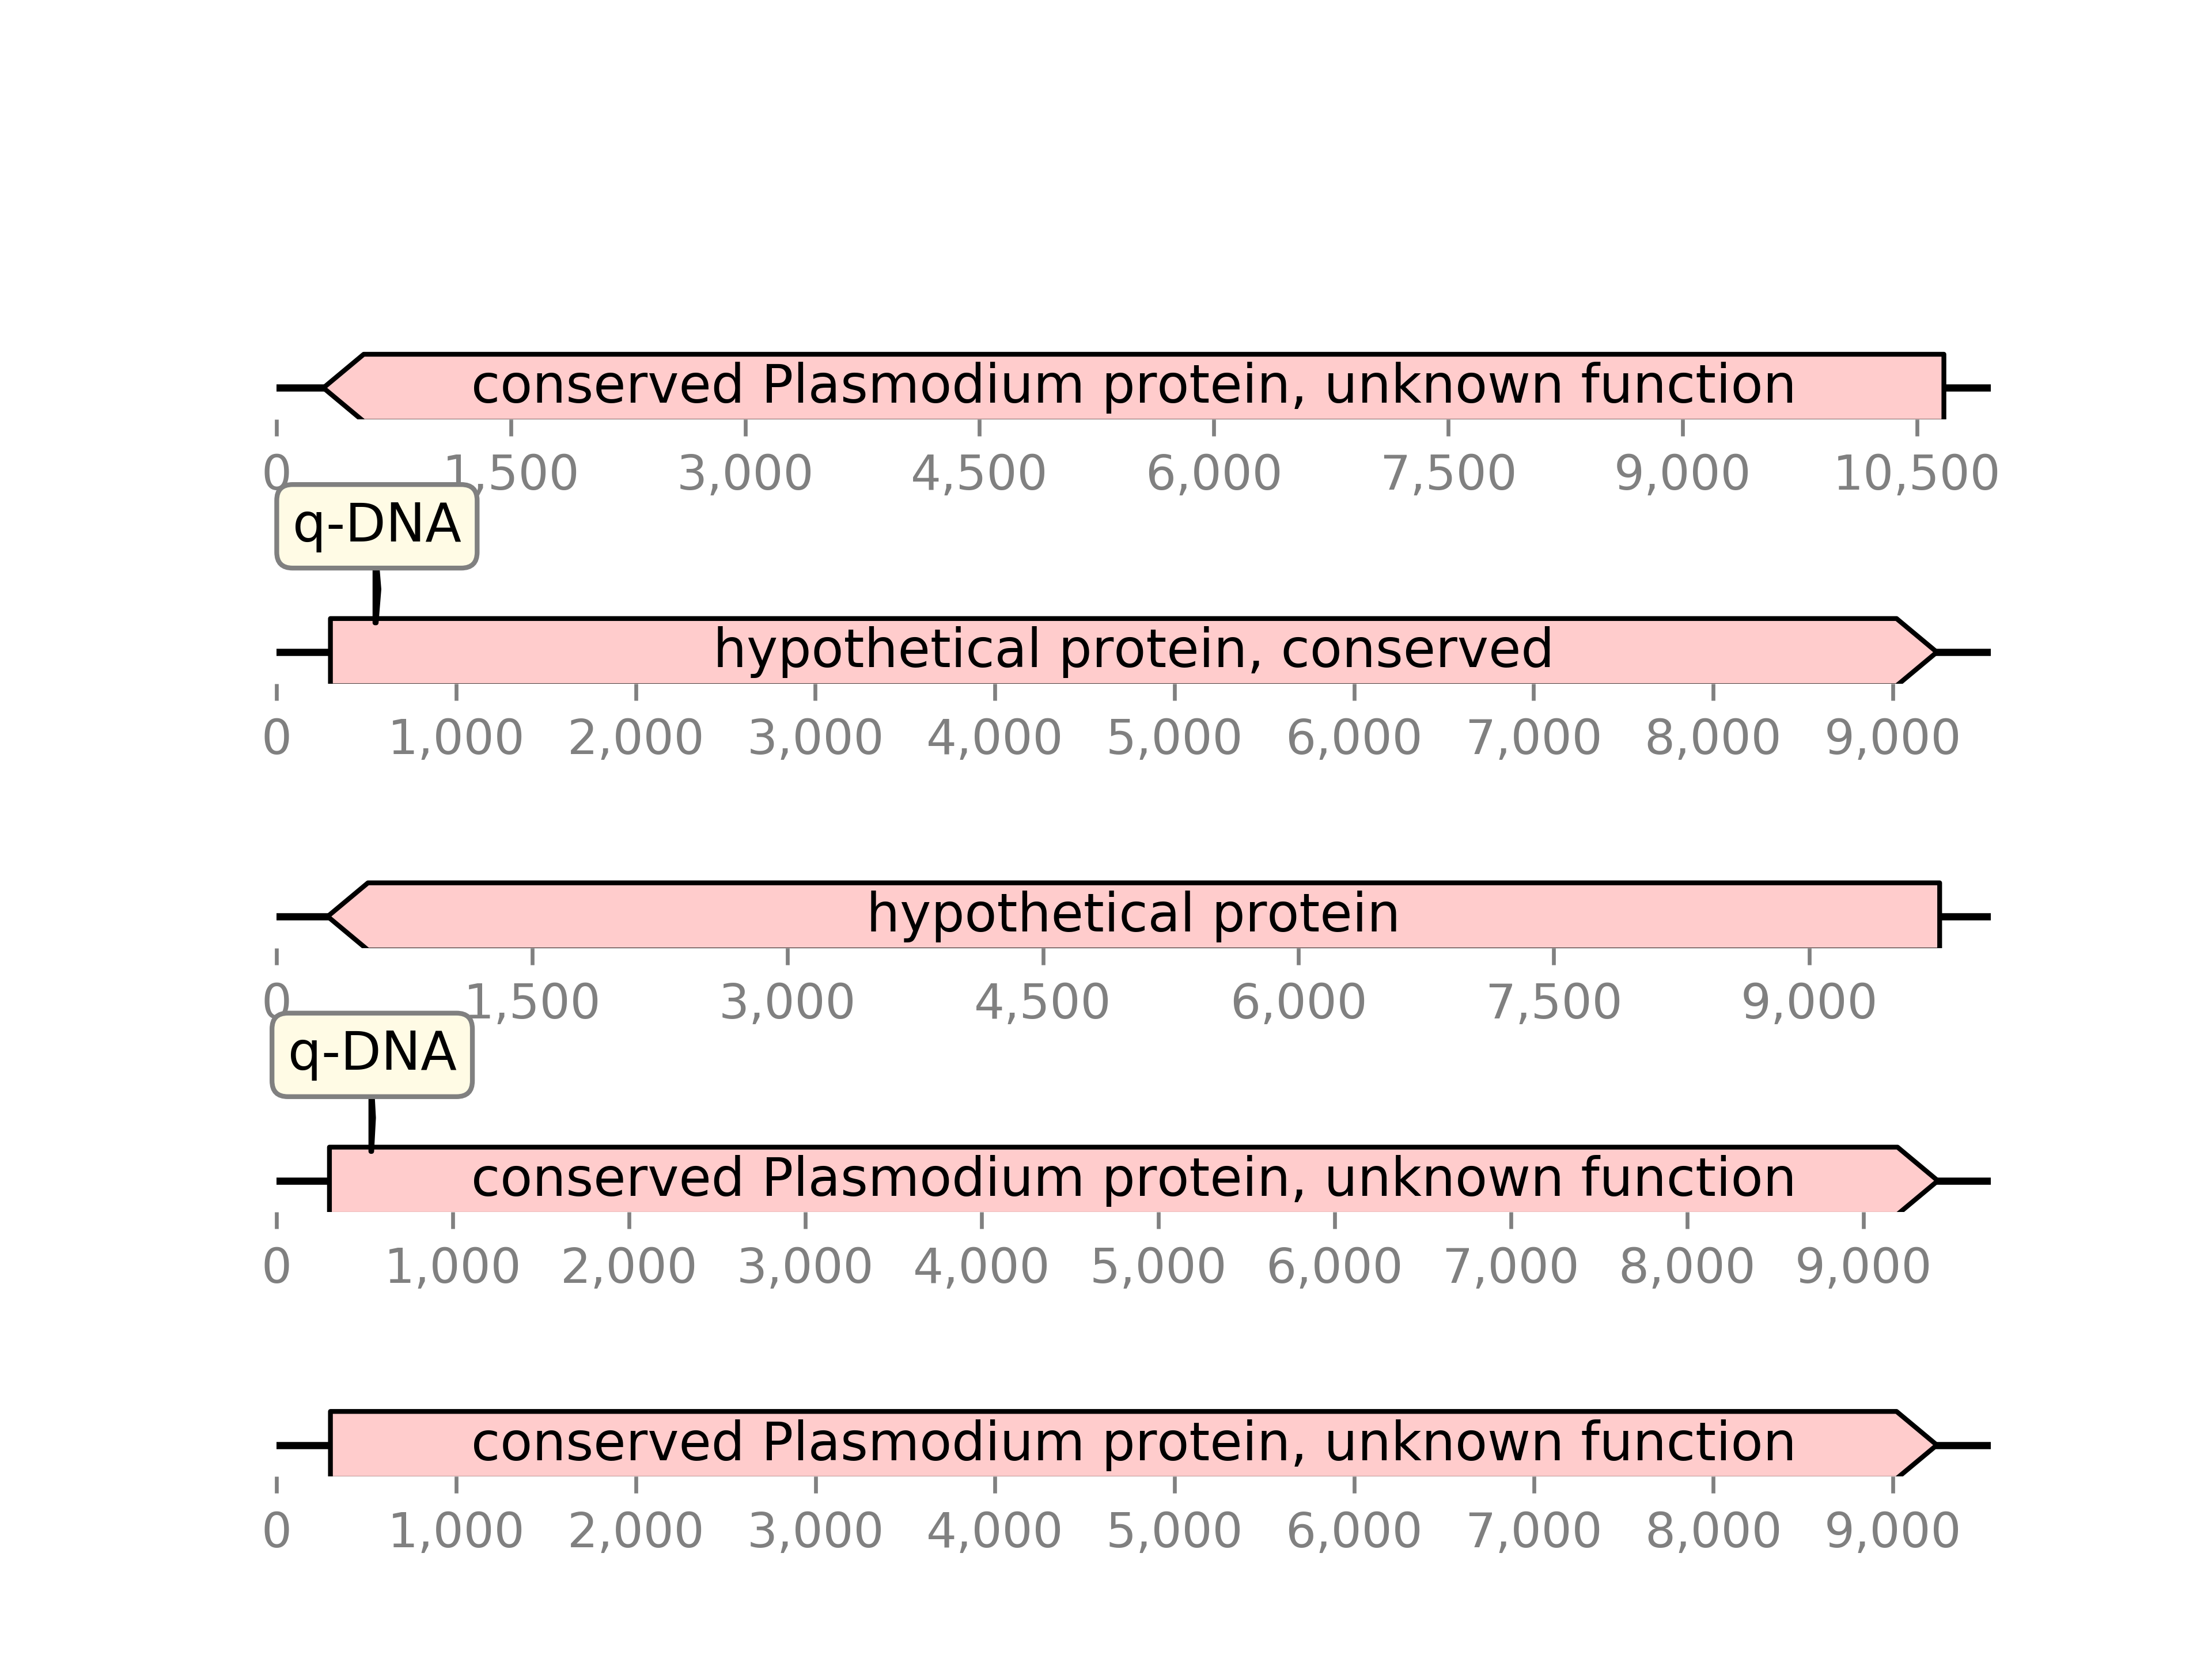 conserved Plasmodium protein, unknown function
0 1,500 3,000 4,500 6,000 7,500 9,000 10,500
q-DNA
hypothetical protein, conserved
0 1,000 2,000 3,000 4,000 5,000 6,000 7,000 8,000 9,000
hypothetical protein
0 1,500 3,000 4,500 6,000 7,500 9,000
q-DNA
conserved Plasmodium protein, unknown function
0 1,000 2,000 3,000 4,000 5,000 6,000 7,000 8,000 9,000
conserved Plasmodium protein, unknown function
0 1,000 2,000 3,000 4,000 5,000 6,000 7,000 8,000 9,000